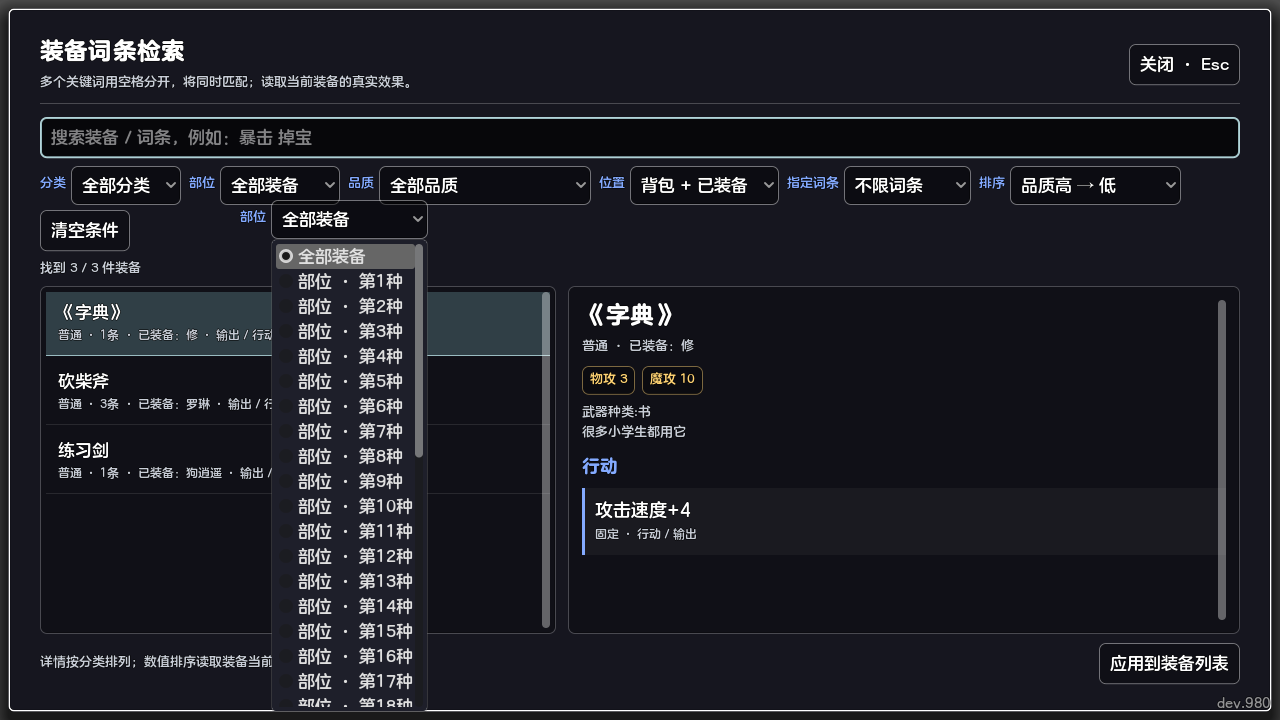 装备词条检索
多个关键词用空格分开，将同时匹配；读取当前装备的真实效果。
关闭 · Esc
搜索装备 / 词条，例如：暴击 掉宝
分类 全部分类 部位 全部装备 品质 全部品质 位置 背包 + 已装备 指定词条 不限词条 排序 品质高 → 低
清空条件 部位 全部装备
找到 3 / 3 件装备
全部装备
部位 · 第1种
部位 · 第2种
部位 · 第3种
部位 · 第4种
部位 · 第5种
部位 · 第6种
部位 · 第7种
部位 · 第8种
部位 · 第9种
部位 · 第10种
部位 · 第11种
部位 · 第12种
部位 · 第13种
部位 · 第14种
部位 · 第15种
部位 · 第16种
部位 · 第17种
部位 · 第18种
《字典》
普通 · 1条 · 已装备：修 · 输出 / 行动
砍柴斧
普通 · 3条 · 已装备：罗琳 · 输出 / 行
练习剑
普通 · 1条 · 已装备：狗逍遥 · 输出 /
《字典》
普通 · 已装备：修
物攻 3 魔攻 10
武器种类:书
很多小学生都用它
行动
攻击速度+4
固定 · 行动 / 输出
详情按分类排列；数值排序读取装备当前
应用到装备列表
dev.980